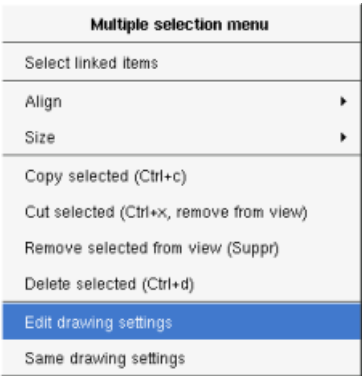 Multiple selection menu
Select linked items
Align
Size
Copy selected (Ctrl+c)
Cut selected (Ctrl+x, remove from view)
Remove selected from view (Suppr)
Delete selected (Ctrl+d)
Edit drawing settings
Same drawing settings